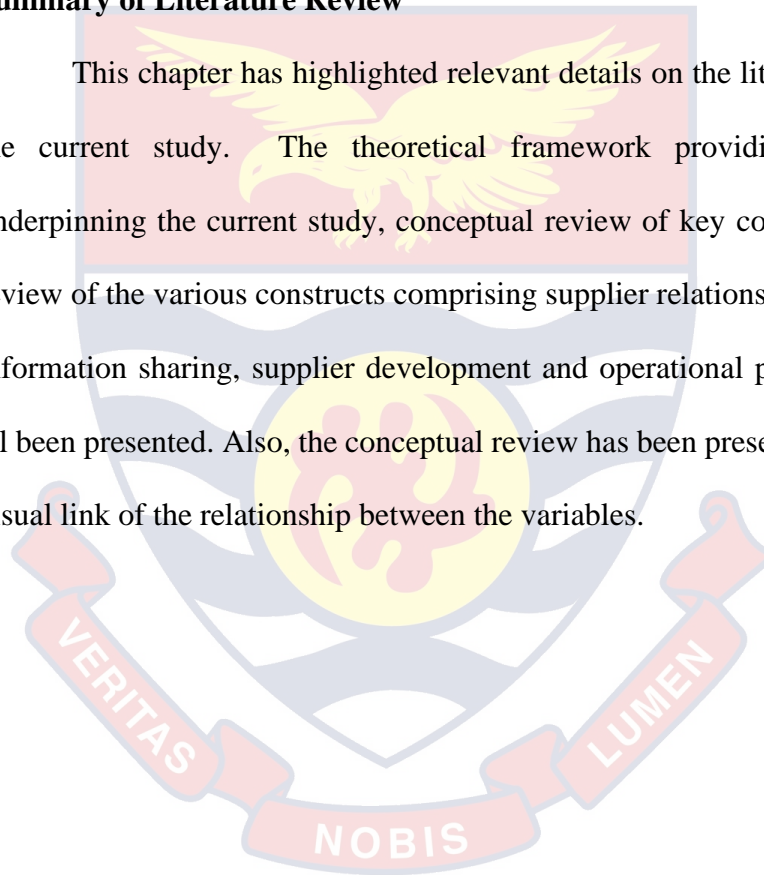 ummary of Literature Review
This chapter has highlighted relevant details on the lit
e current study. The theoretical framework providi
nderpinning the current study, conceptual review of key co
view of the various constructs comprising supplier relations
formation sharing, supplier development and operational p
l been presented. Also, the conceptual review has been prese
sual link of the relationship between the variables.
VERITAS
NOBIS
LUMEN